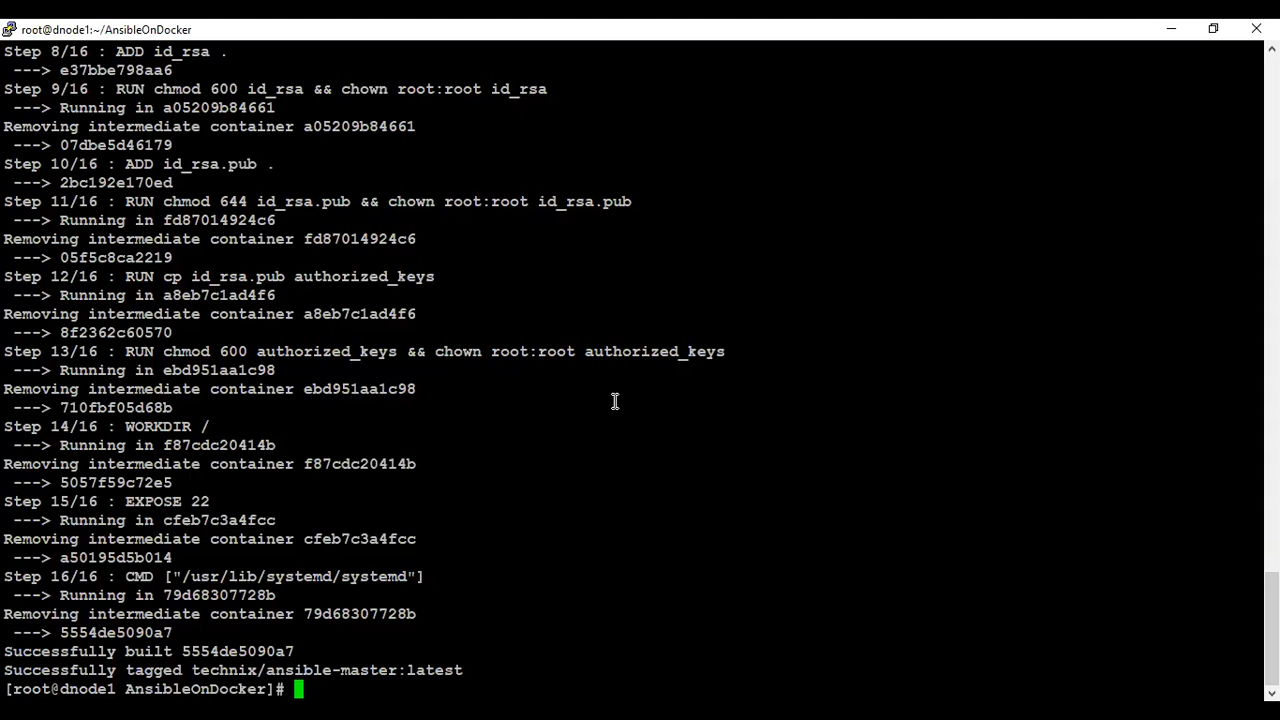 root@dnode1:~/AnsibleOnDocker
Step 8/16 : ADD id_rsa .
 ---> e37bbe798aa6
Step 9/16 : RUN chmod 600 id_rsa && chown root:root id_rsa
 ---> Running in a05209b84661
Removing intermediate container a05209b84661
 ---> 07dbe5d46179
Step 10/16 : ADD id_rsa.pub .
 ---> 2bc192e170ed
Step 11/16 : RUN chmod 644 id_rsa.pub && chown root:root id_rsa.pub
 ---> Running in fd87014924c6
Removing intermediate container fd87014924c6
 ---> 05f5c8ca2219
Step 12/16 : RUN cp id_rsa.pub authorized_keys
 ---> Running in a8eb7c1ad4f6
Removing intermediate container a8eb7c1ad4f6
 ---> 8f2362c60570
Step 13/16 : RUN chmod 600 authorized_keys && chown root:root authorized_keys
 ---> Running in ebd951aa1c98
Removing intermediate container ebd951aa1c98
 ---> 710fbf05d68b
Step 14/16 : WORKDIR /
 ---> Running in f87cdc20414b
Removing intermediate container f87cdc20414b
 ---> 5057f59c72e5
Step 15/16 : EXPOSE 22
 ---> Running in cfeb7c3a4fcc
Removing intermediate container cfeb7c3a4fcc
 ---> a50195d5b014
Step 16/16 : CMD ["/usr/lib/systemd/systemd"]
 ---> Running in 79d68307728b
Removing intermediate container 79d68307728b
 ---> 5554de5090a7
Successfully built 5554de5090a7
Successfully tagged technix/ansible-master:latest
[root@dnode1 AnsibleOnDocker]#